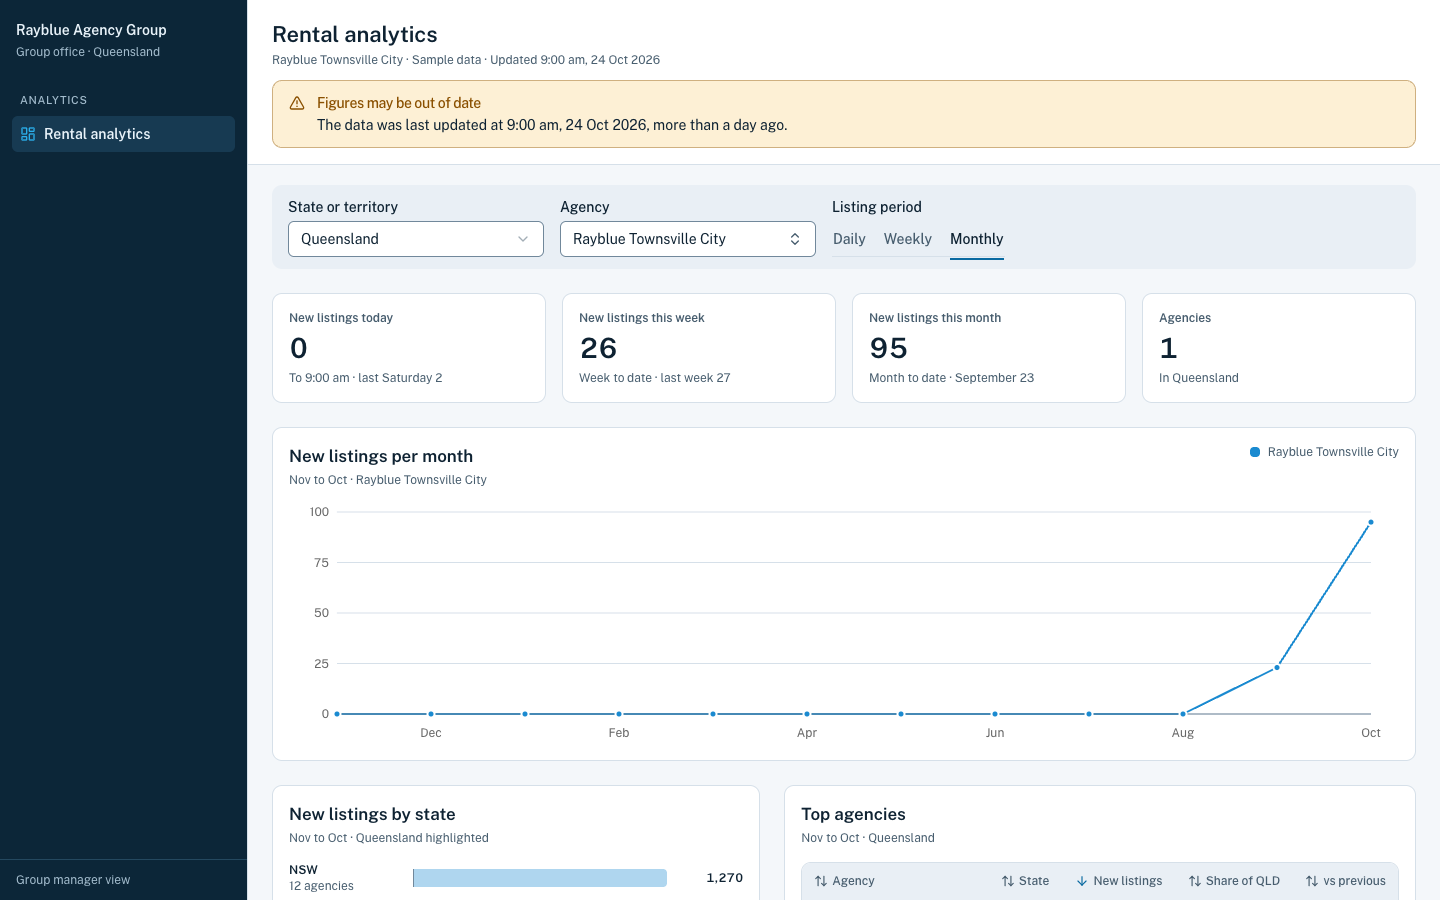 Rayblue Agency Group
Group office · Queensland
ANALYTICS
Rental analytics
Group manager view
Rental analytics
Rayblue Townsville City · Sample data · Updated 9:00 am, 24 Oct 2026
Figures may be out of date
The data was last updated at 9:00 am, 24 Oct 2026, more than a day ago.
State or territory
Queensland
Agency
Rayblue Townsville City
Listing period
Daily Weekly Monthly
New listings today
0
To 9:00 am · last Saturday 2
New listings this week
26
Week to date · last week 27
New listings this month
95
Month to date · September 23
Agencies
1
In Queensland
New listings per month
Nov to Oct · Rayblue Townsville City
Rayblue Townsville City
100
75
50
25
0
Dec Feb Apr Jun Aug Oct
New listings by state
Nov to Oct · Queensland highlighted
NSW
12 agencies
1,270
Top agencies
Nov to Oct · Queensland
Agency State New listings Share of QLD vs previous